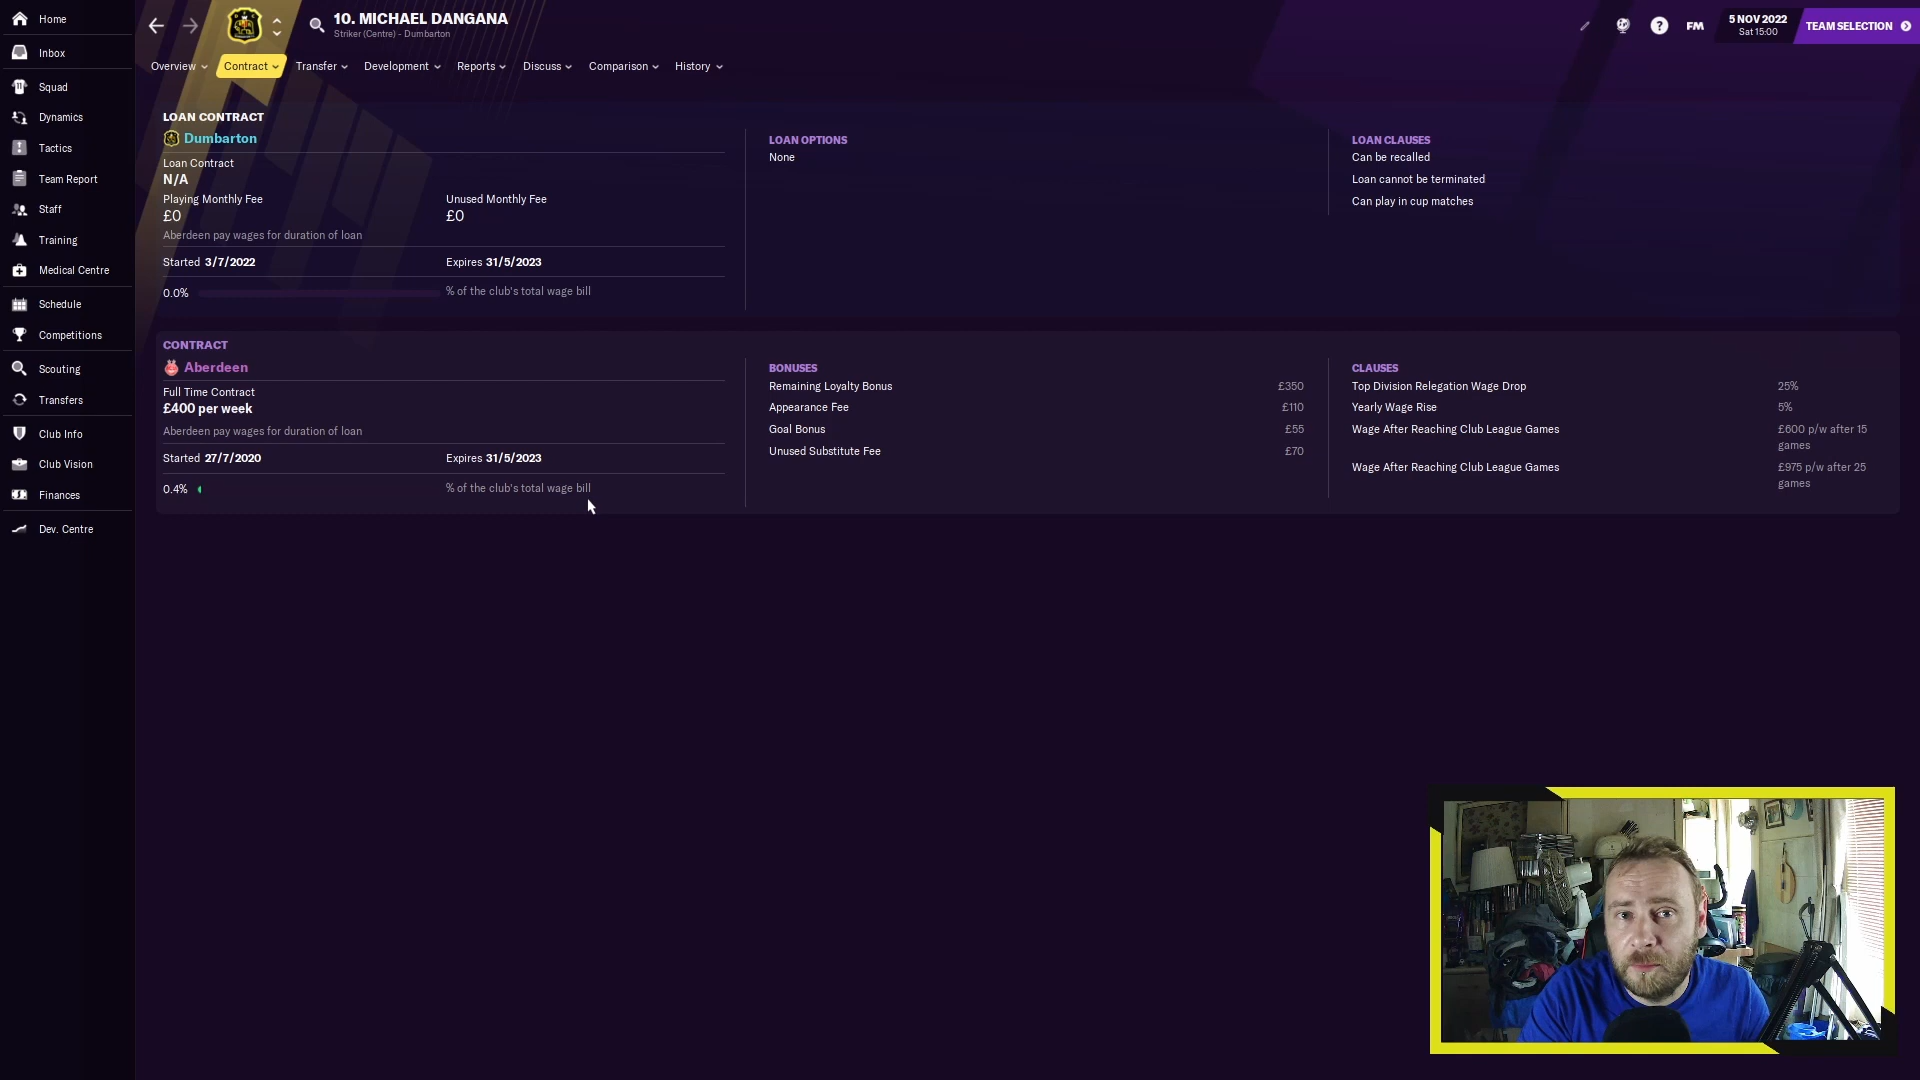 Home
Inbox
Squad
Dynamics
Tactics
Team Report
Staff
Training
Medical Centre
Schedule
Competitions
Scouting
Transfers
Club Info
Club Vision
Finances
Dev. Centre
10. MICHAEL DANGANA
Striker (Centre) - Dumbarton
?
FM
5 NOV 2022
Sat 15:00
TEAM SELECTION
Overview
Contract
Transfer
Development
Reports
Discuss
Comparison
History
LOAN CONTRACT
Dumbarton
Loan Contract
N/A
Playing Monthly Fee
Unused Monthly Fee
£0
£0
Aberdeen pay wages for duration of loan
Started 3/7/2022
Expires 31/5/2023
0.0%
% of the club's total wage bill
LOAN OPTIONS
None
LOAN CLAUSES
Can be recalled
Loan cannot be terminated
Can play in cup matches
CONTRACT
Aberdeen
Full Time Contract
£400 per week
Aberdeen pay wages for duration of loan
Started 27/7/2020
Expires 31/5/2023
0.4%
% of the club's total wage bill
BONUSES
Remaining Loyalty Bonus £350
Appearance Fee £110
Goal Bonus £55
Unused Substitute Fee £70
CLAUSES
Top Division Relegation Wage Drop 25%
Yearly Wage Rise 5%
Wage After Reaching Club League Games £600 p/w after 15
games
Wage After Reaching Club League Games £975 p/w after 25
games